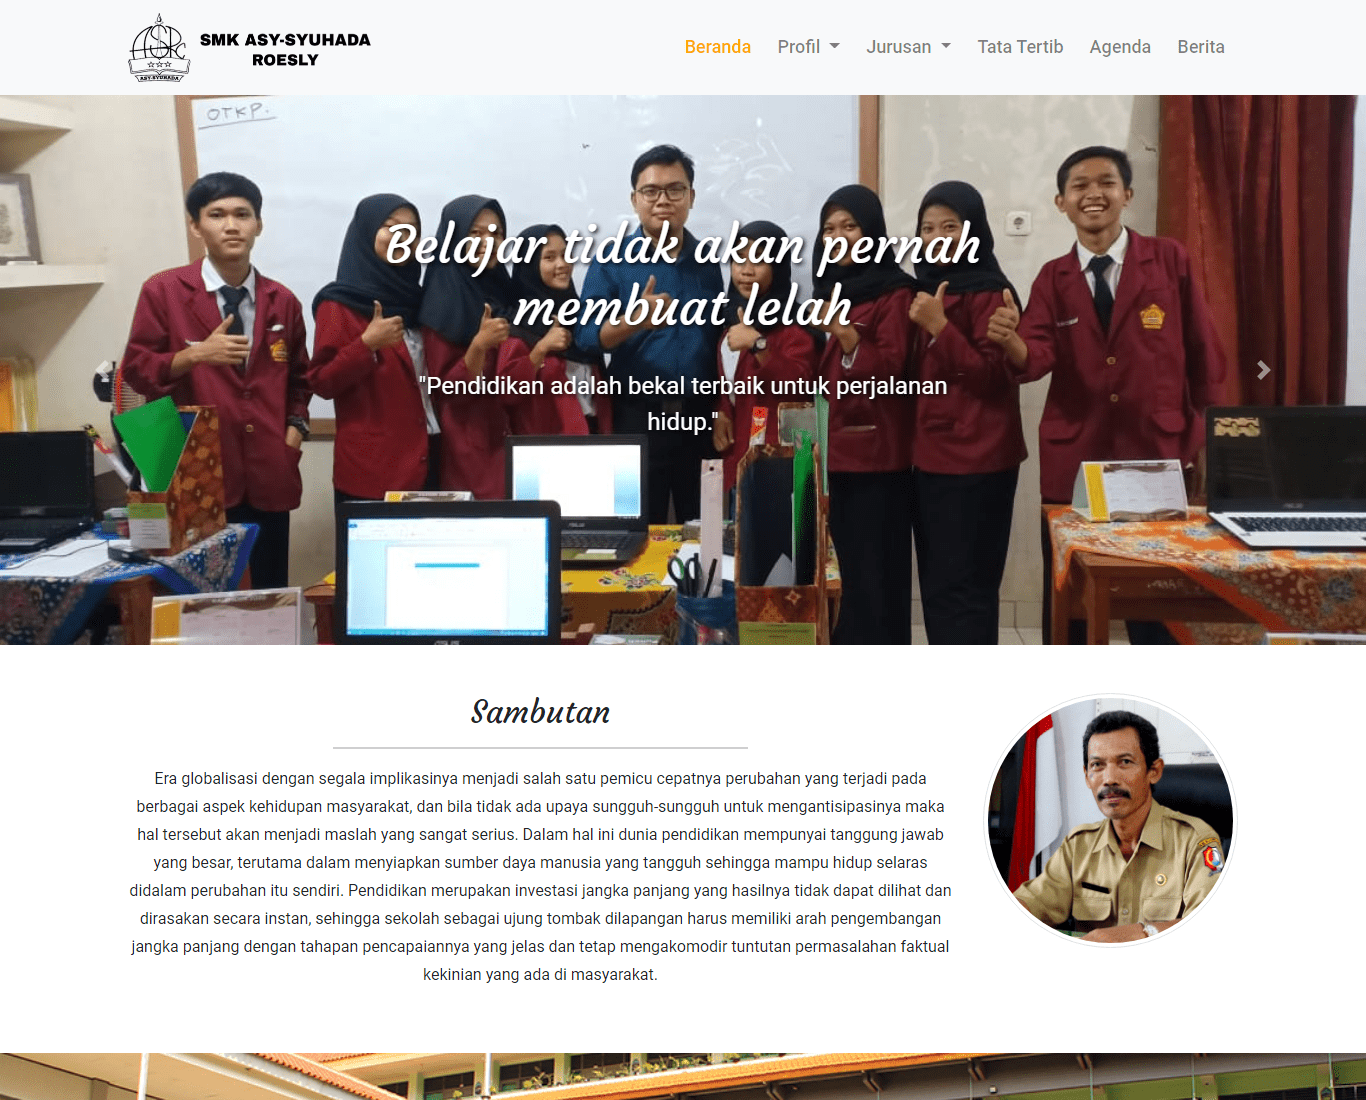 ASY-SYUHADA
SMK ASY-SYUHADA
ROESLY
Beranda Profil Jurusan Tata Tertib Agenda Berita
OTKP.
Belajar tidak akan pernah
membuat lelah
"Pendidikan adalah bekal terbaik untuk perjalanan
hidup."
ASUS
Sambutan
Era globalisasi dengan segala implikasinya menjadi salah satu pemicu cepatnya perubahan yang terjadi pada
berbagai aspek kehidupan masyarakat, dan bila tidak ada upaya sungguh-sungguh untuk mengantisipasinya maka
hal tersebut akan menjadi maslah yang sangat serius. Dalam hal ini dunia pendidikan mempunyai tanggung jawab
yang besar, terutama dalam menyiapkan sumber daya manusia yang tangguh sehingga mampu hidup selaras
didalam perubahan itu sendiri. Pendidikan merupakan investasi jangka panjang yang hasilnya tidak dapat dilihat dan
dirasakan secara instan, sehingga sekolah sebagai ujung tombak dilapangan harus memiliki arah pengembangan
jangka panjang dengan tahapan pencapaiannya yang jelas dan tetap mengakomodir tuntutan permasalahan faktual
kekinian yang ada di masyarakat.